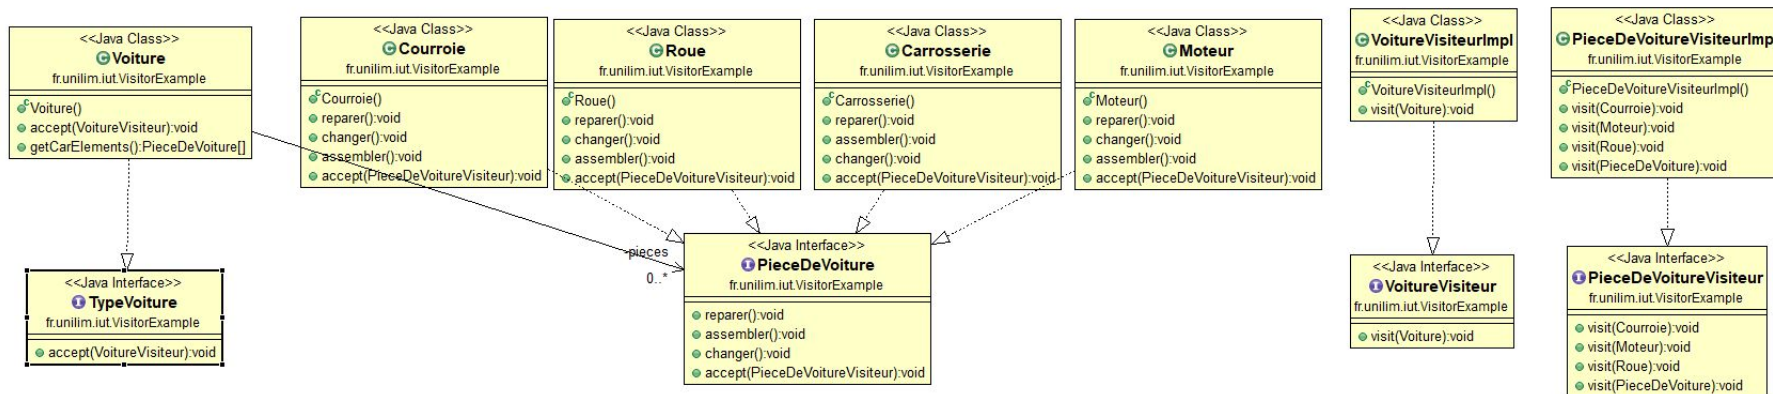 <<Java Class>>
Voiture
fr.unilim.iut.VisitorExample
Voiture()
accept(VoitureVisiteur):void
getCarElements():PieceDeVoiture[]
<<Java Class>>
Courroie
fr.unilim.iut.VisitorExample
Courroie()
reparer():void
changer():void
assembler():void
accept(PieceDeVoitureVisiteur):void
<<Java Class>>
Roue
fr.unilim.iut.VisitorExample
Roue()
reparer():void
changer():void
assembler():void
accept(PieceDeVoitureVisiteur):void
<<Java Class>>
Carrosserie
fr.unilim.iut.VisitorExample
Carrosserie()
reparer():void
assembler():void
changer():void
accept(PieceDeVoitureVisiteur):void
<<Java Class>>
Moteur
fr.unilim.iut.VisitorExample
Moteur()
reparer():void
changer():void
assembler():void
accept(PieceDeVoitureVisiteur):void
<<Java Class>>
VoitureVisiteurImpl
fr.unilim.iut.VisitorExample
VoitureVisiteurImpl()
visit(Voiture):void
<<Java Class>>
PieceDeVoitureVisiteurImp
fr.unilim.iut.VisitorExample
PieceDeVoitureVisiteurImpl()
visit(Courroie):void
visit(Moteur):void
visit(Roue):void
visit(PieceDeVoiture):void
<<Java Interface>>
TypeVoiture
fr.unilim.iut.VisitorExample
accept(VoitureVisiteur):void
-pieces
0..*
<<Java Interface>>
PieceDeVoiture
fr.unilim.iut.VisitorExample
reparer():void
assembler():void
changer():void
accept(PieceDeVoitureVisiteur):void
<<Java Interface>>
VoitureVisiteur
fr.unilim.iut.VisitorExample
visit(Voiture):void
<<Java Interface>>
PieceDeVoitureVisiteur
fr.unilim.iut.VisitorExample
visit(Courroie):void
visit(Moteur):void
visit(Roue):void
visit(PieceDeVoiture):void